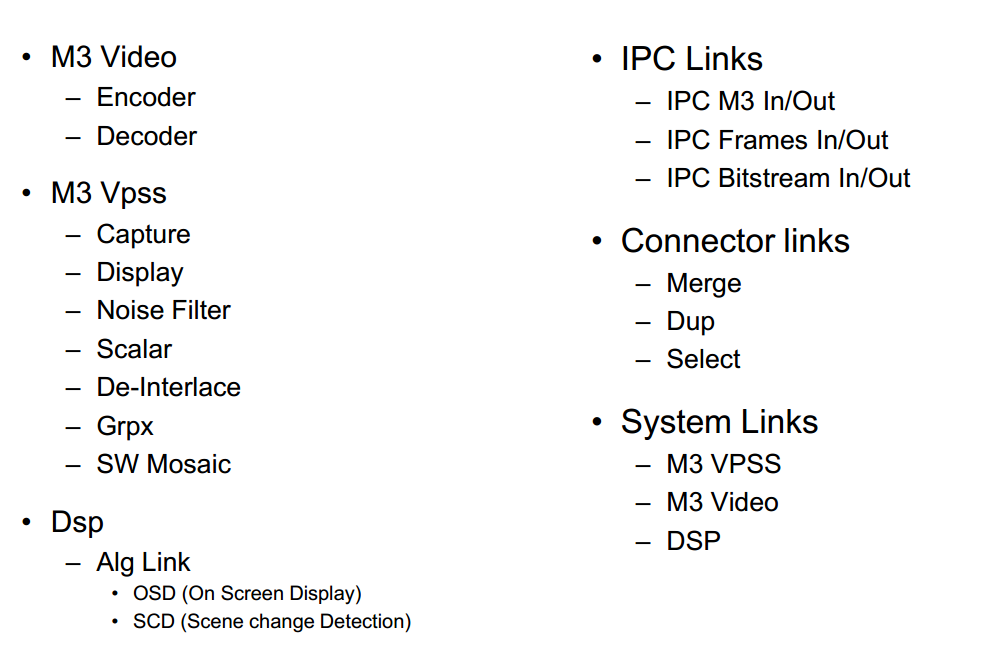 • M3 Video
– Encoder
– Decoder
• M3 Vpss
– Capture
– Display
– Noise Filter
– Scalar
– De-Interlace
– Grpx
– SW Mosaic
• Dsp
– Alg Link
• OSD (On Screen Display)
• SCD (Scene change Detection)
• IPC Links
– IPC M3 In/Out
– IPC Frames In/Out
– IPC Bitstream In/Out
• Connector links
– Merge
– Dup
– Select
• System Links
– M3 VPSS
– M3 Video
– DSP